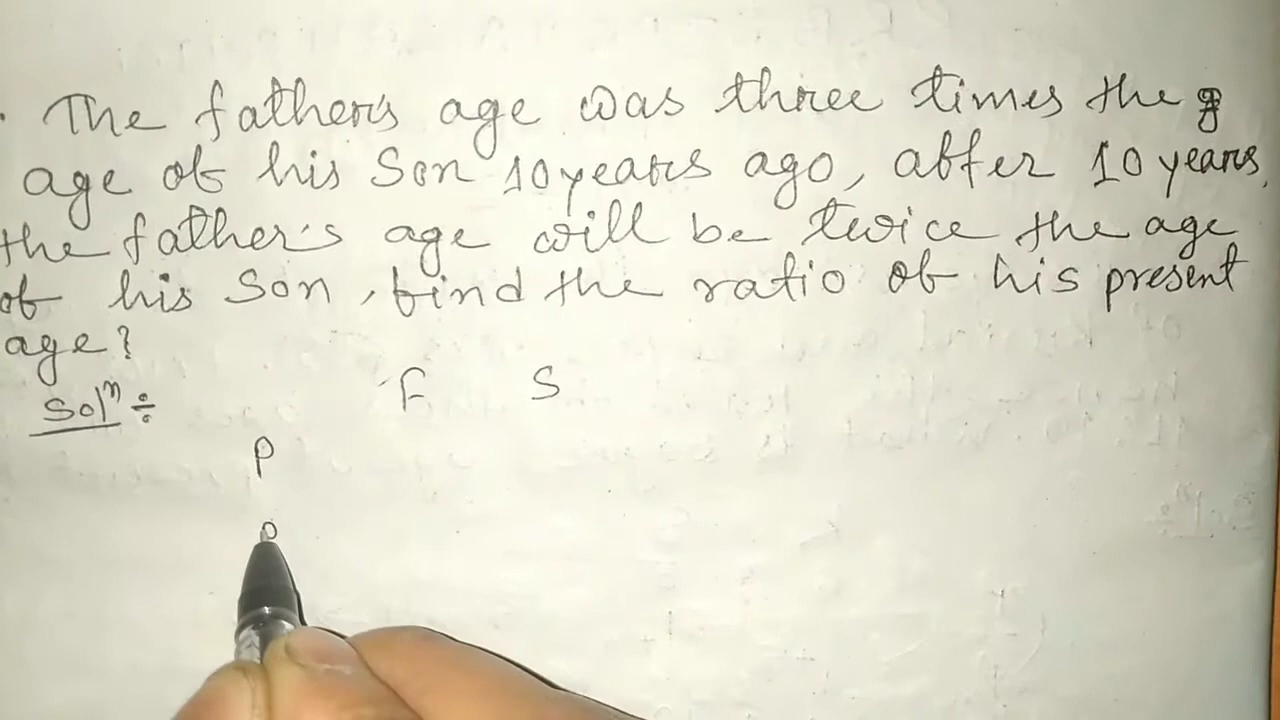 . The father's age was three times the
age of his Son 10 years ago, after 10 years,
the father's age will be twice the age
of his Son, find the ratio of his present
age?
Solⁿ ÷
F S
P